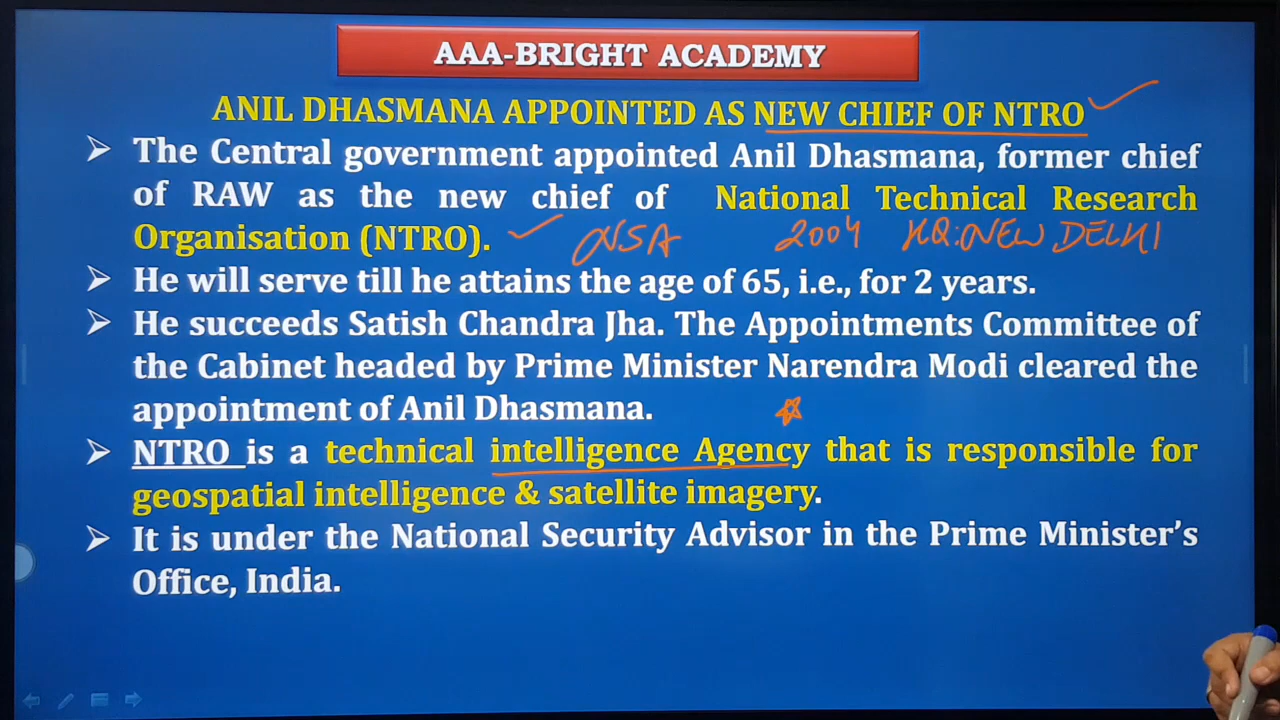 AAA-BRIGHT ACADEMY
ANIL DHASMANA APPOINTED AS NEW CHIEF OF NTRO
➢ The Central government appointed Anil Dhasmana, former chief
of RAW as the new chief of National Technical Research
Organisation (NTRO).
NSA 2004 HQ:NEW DELHI
➢ He will serve till he attains the age of 65, i.e., for 2 years.
➢ He succeeds Satish Chandra Jha. The Appointments Committee of
the Cabinet headed by Prime Minister Narendra Modi cleared the
appointment of Anil Dhasmana.
➢ NTRO is a technical intelligence Agency that is responsible for
geospatial intelligence & satellite imagery.
➢ It is under the National Security Advisor in the Prime Minister’s
Office, India.